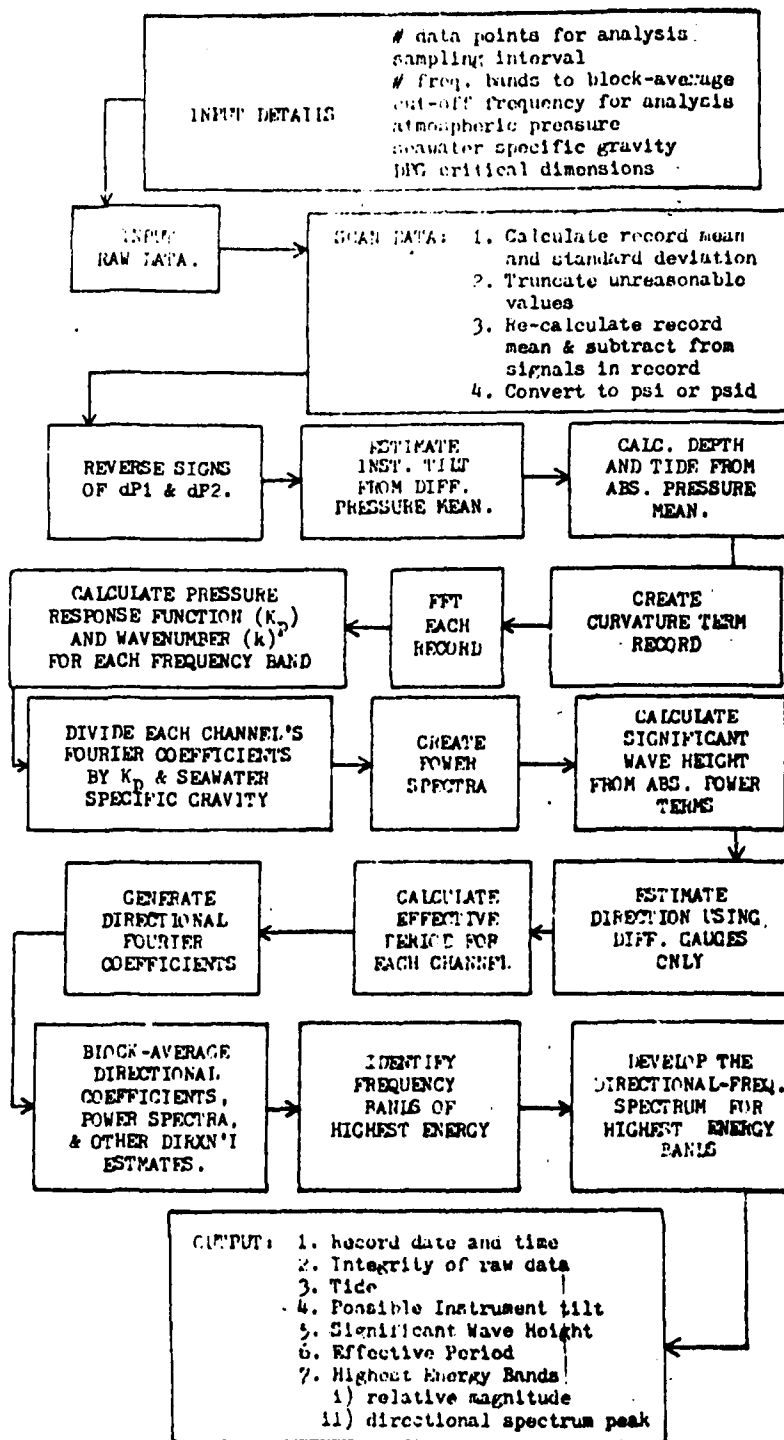 # data points for analysis
sampling interval
# freq. bands to block-average
cut-off frequency for analysis
INPUT DETAILS
atmospheric pressure
seawater specific gravity
DPG critical dimensions
INPUT
RAW DATA.
SCAN DATA: 1. Calculate record mean
and standard deviation
2. Truncate unreasonable
values
3. Re-calculate record
mean & subtract from
signals in record
4. Convert to psi or psid
REVERSE SIGNS
OF dP1 & dP2.
ESTIMATE
INST. TILT
FROM DIFF.
PRESSURE MEAN.
CALC. DEPTH
AND TIDE FROM
ABS. PRESSURE
MEAN.
CALCULATE PRESSURE
RESPONSE FUNCTION (Kp)
AND WAVENUMBER (k)
FOR EACH FREQUENCY BAND
FFT
EACH
RECORD
CREATE
CURVATURE TERM
RECORD
DIVIDE EACH CHANNEL'S
FOURIER COEFFICIENTS
BY Kp & SEAWATER
SPECIFIC GRAVITY
CREATE
POWER
SPECTRA
CALCULATE
SIGNIFICANT
WAVE HEIGHT
FROM ABS. POWER
TERMS
GENERATE
DIRECTIONAL
FOURIER
COEFFICIENTS
CALCULATE
EFFECTIVE
PERIOD FOR
EACH CHANNEL
ESTIMATE
DIRECTION USING
DIFF. GAUGES
ONLY
BLOCK-AVERAGE
DIRECTIONAL
COEFFICIENTS,
POWER SPECTRA,
& OTHER DIRXN'l
ESTMATES.
IDENTIFY
FREQUENCY
BANDS OF
HIGHEST ENERGY
DEVELOP THE
DIRECTIONAL-FREQ.
SPECTRUM FOR
HIGHEST ENERGY
BANDS
OUTPUT: 1. Record date and time
2. Integrity of raw data
3. Tide
4. Possible Instrument tilt
5. Significant Wave Height
6. Effective Period
7. Highest Energy Bands
i) relative magnitude
ii) directional spectrum peak